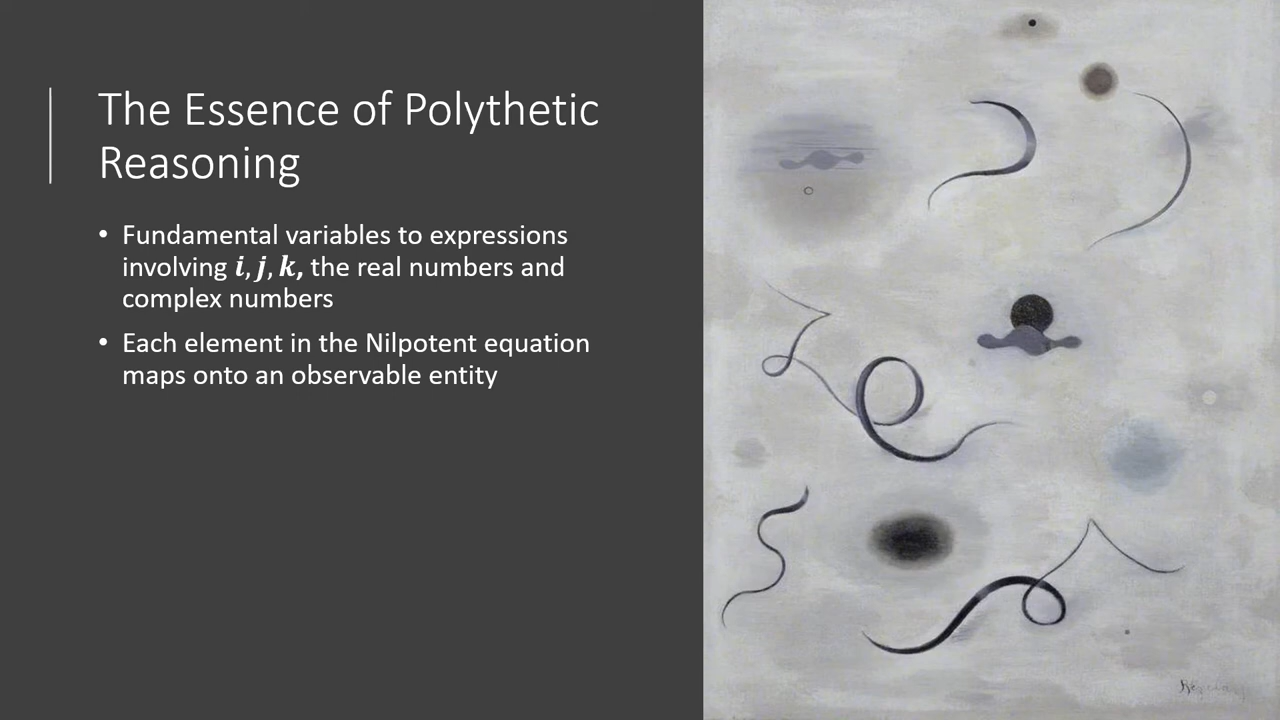 The Essence of Polythetic
Reasoning
• Fundamental variables to expressions
involving i, j, k, the real numbers and
complex numbers
• Each element in the Nilpotent equation
maps onto an observable entity